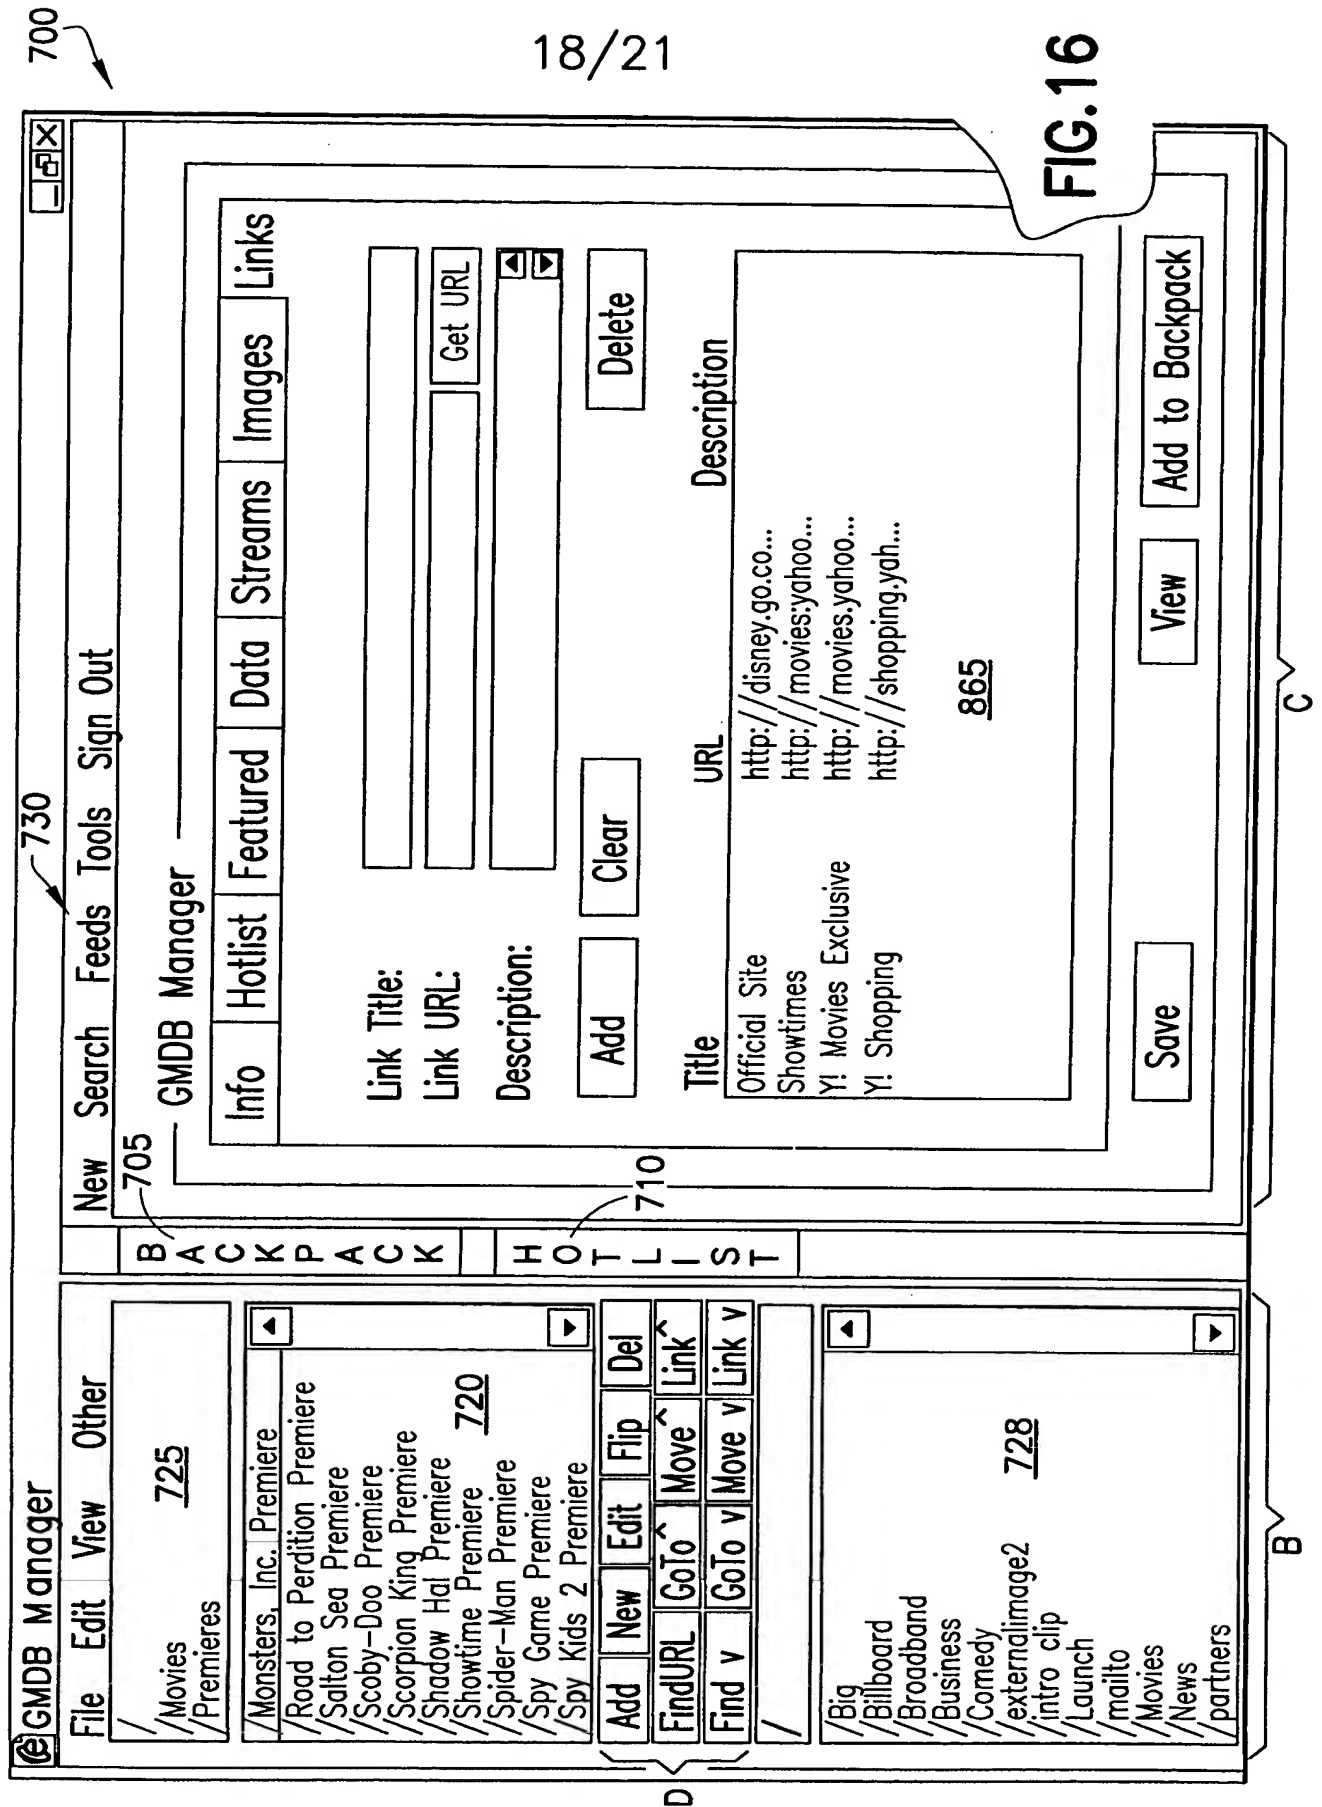 18/21
700
GMDB Manager
730
File Edit View Other
New Search Feeds Tools Sign Out
725
/
/Movies
/Premieres
/Monsters, Inc. Premiere
/Road to Perdition Premiere
/Salton Sea Premiere
/Scoby-Doo Premiere
/Scorpion King Premiere
/Shadow Hal Premiere
/Showtime Premiere
/Spider-Man Premiere
/Spy Game Premiere
/Spy Kids 2 Premiere
720
Add New Edit Flip Del
FindURL GoTo ^ Move ^ Link ^
Find v GoTo v Move v Link v
D
/
/Big
/Billboard
/Broadband
/Business
/Comedy
/externalimage2
/intro clip
/Launch
/mailto
/Movies
/News
/partners
728
B
BACKPACK
705
HOTLIST
710
GMDB Manager
Info Hotlist Featured Data Streams Images Links
Link Title:
Link URL: Get URL
Description:
Add Clear Delete
Title URL Description
Official Site http://disney.go.co...
Showtimes http://movies:yahoo...
Y! Movies Exclusive http://movies.yahoo...
Y! Shopping http://shopping.yah...
865
Save View Add to Backpack
C
FIG.16